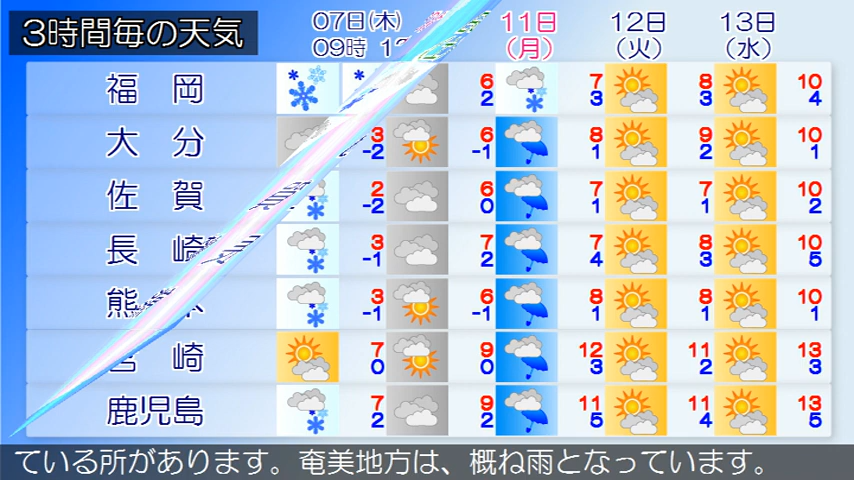 3時間毎の天気
07日(木) 11日 12日 13日
09時 (月) (火) (水)
福岡 6 2 7 3 8 3 10 4
大分 3 -2 6 -1 8 1 9 2 10 1
佐賀 2 -2 6 0 7 1 7 1 10 2
長崎 3 -1 7 2 7 4 8 3 10 5
熊本 3 -1 6 -1 8 1 8 1 10 1
宮崎 7 0 9 0 12 3 11 2 13 3
鹿児島 7 2 9 2 11 5 11 4 13 5
ている所があります。奄美地方は、概ね雨となっています。